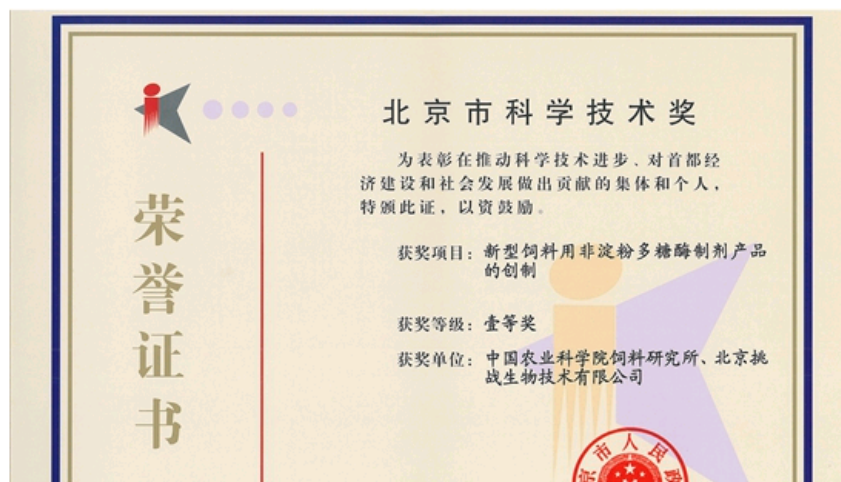 北京市科学技术奖
为表彰在推动科学技术进步、对首都经
济建设和社会发展做出贡献的集体和个人，
特颁此证，以资鼓励。
荣誉证书
获奖项目：新型饲料用非淀粉多糖酶制剂产品
的创制
获奖等级：壹等奖
获奖单位：中国农业科学院饲料研究所、北京挑
战生物技术有限公司
京市人民政